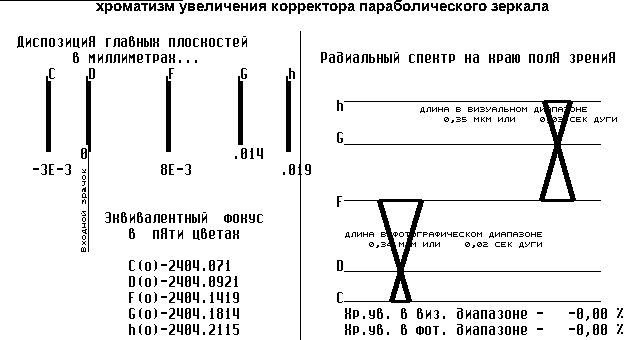 хроматизм увеличения корректора параболического зеркала
Диспозиция главных плоскостей
в миллиметрах...
C D F G h
0 .014
-3E-3 8E-3 .019
Входной зрачок
Эквивалентный фокус
в пяти цветах
C(o)-2404.071
D(o)-2404.0921
F(o)-2404.1419
G(o)-2404.1814
h(o)-2404.2115
Радиальный спектр на краю поля зрения
h
ДЛИНА В ВИЗУАЛЬНОМ ДИАПАЗОНЕ
0,35 МКМ ИЛИ 0,03 СЕК ДУГИ
G
F
ДЛИНА В ФОТОГРАФИЧЕСКОМ ДИАПАЗОНЕ
0,34 МКМ ИЛИ 0,02 СЕК ДУГИ
D
C
Хр.ув. в виз. диапазоне - -0,00 %
Хр.ув. в фот. диапазоне - -0,00 %